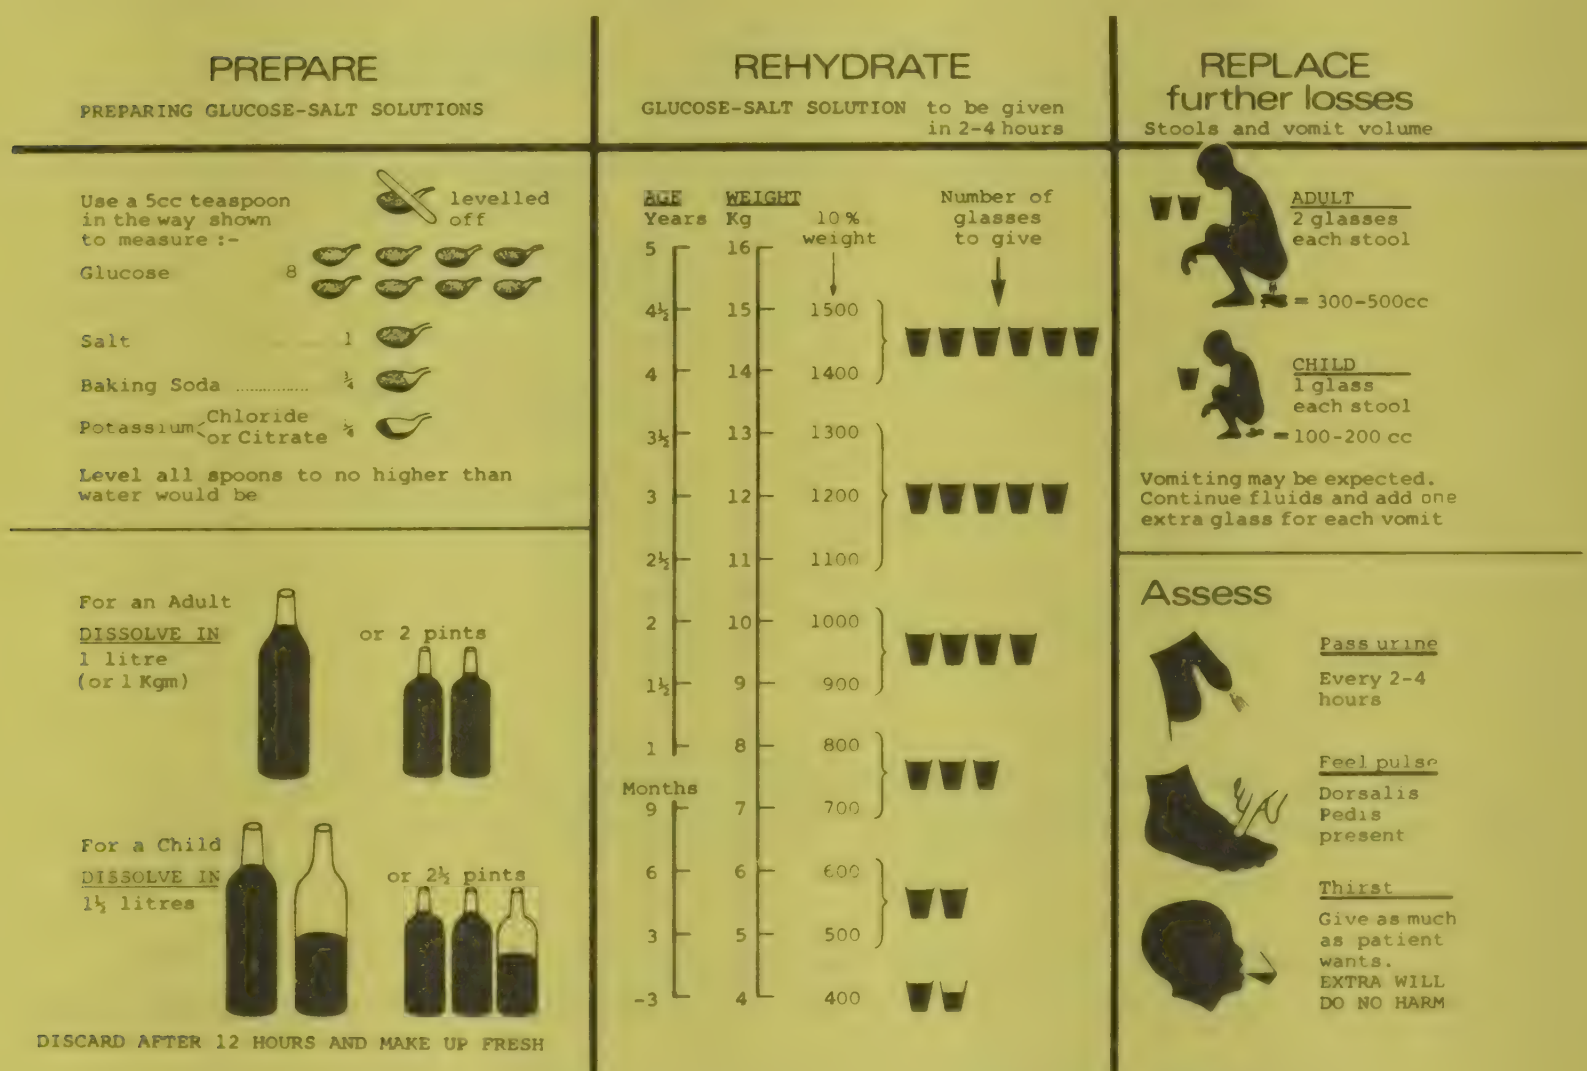 PREPARE
PREPARING GLUCOSE-SALT SOLUTIONS
Use a 5cc teaspoon
in the way shown
to measure :-
levelled
off
Glucose 8
Salt 1
Baking Soda ............... ¼
Potassium Chloride
or Citrate ¼
Level all spoons to no higher than
water would be
For an Adult
DISSOLVE IN
1 litre
(or 1 Kgm)
or 2 pints
For a Child
DISSOLVE IN
1½ litres
or 2½ pints
DISCARD AFTER 12 HOURS AND MAKE UP FRESH
REHYDRATE
GLUCOSE-SALT SOLUTION to be given
in 2-4 hours
AGE WEIGHT Number of
Years Kg 10% glasses
weight to give
5 16
4½ 15 1500
4 14 1400
3½ 13 1300
3 12 1200
2½ 11 1100
2 10 1000
1½ 9 900
1 8 800
Months
9 7 700
6 6 600
3 5 500
-3 4 400
REPLACE
further losses
Stools and vomit volume
ADULT
2 glasses
each stool
= 300-500cc
CHILD
1 glass
each stool
=100-200 cc
Vomiting may be expected.
Continue fluids and add one
extra glass for each vomit
Assess
Pass urine
Every 2-4
hours
Feel pulse
Dorsalis
Pedis
present
Thirst
Give as much
as patient
wants.
EXTRA WILL
DO NO HARM